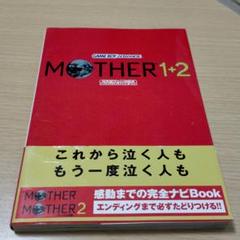 GAME BOY ADVANCE
MOTHER 1+2
これから泣く人も
もう一度泣く人も
MOTHER
MOTHER 2
感動までの完全ナビBook
エンディングまで必ずたどりつける!!